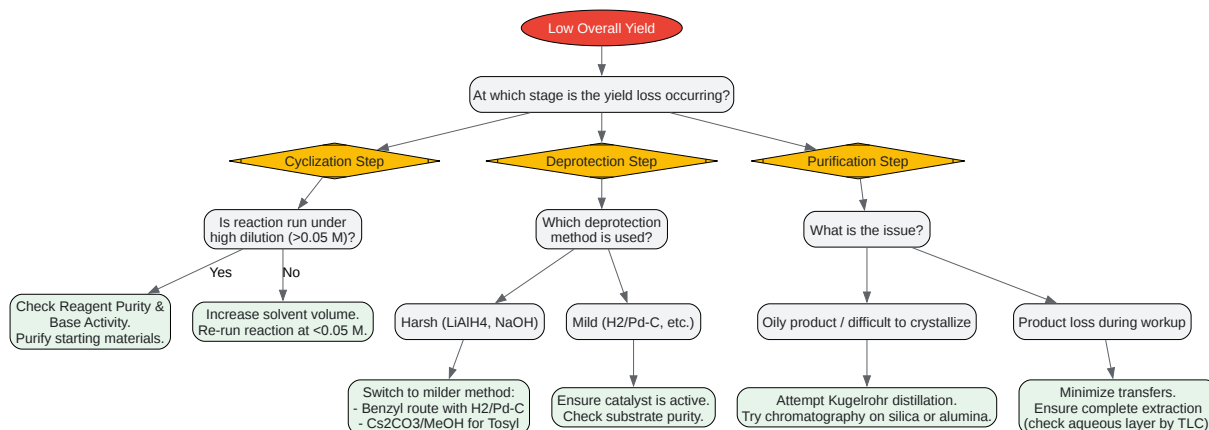 Low Overall Yield
At which stage is the yield loss occurring?
Cyclization Step
Deprotection Step
Purification Step
Is reaction run under
high dilution (>0.05 M)?
Which deprotection
method is used?
What is the issue?
Yes
No
Check Reagent Purity &
Base Activity.
Purify starting materials.
Increase solvent volume.
Re-run reaction at <0.05 M.
Harsh (LiAlH4, NaOH)
Mild (H2/Pd-C, etc.)
Oily product / difficult to crystallize
Product loss during workup
Switch to milder method:
- Benzyl route with H2/Pd-C
- Cs2CO3/MeOH for Tosyl
Ensure catalyst is active.
Check substrate purity.
Attempt Kugelrohr distillation.
Try chromatography on silica or alumina.
Minimize transfers.
Ensure complete extraction
(check aqueous layer by TLC)